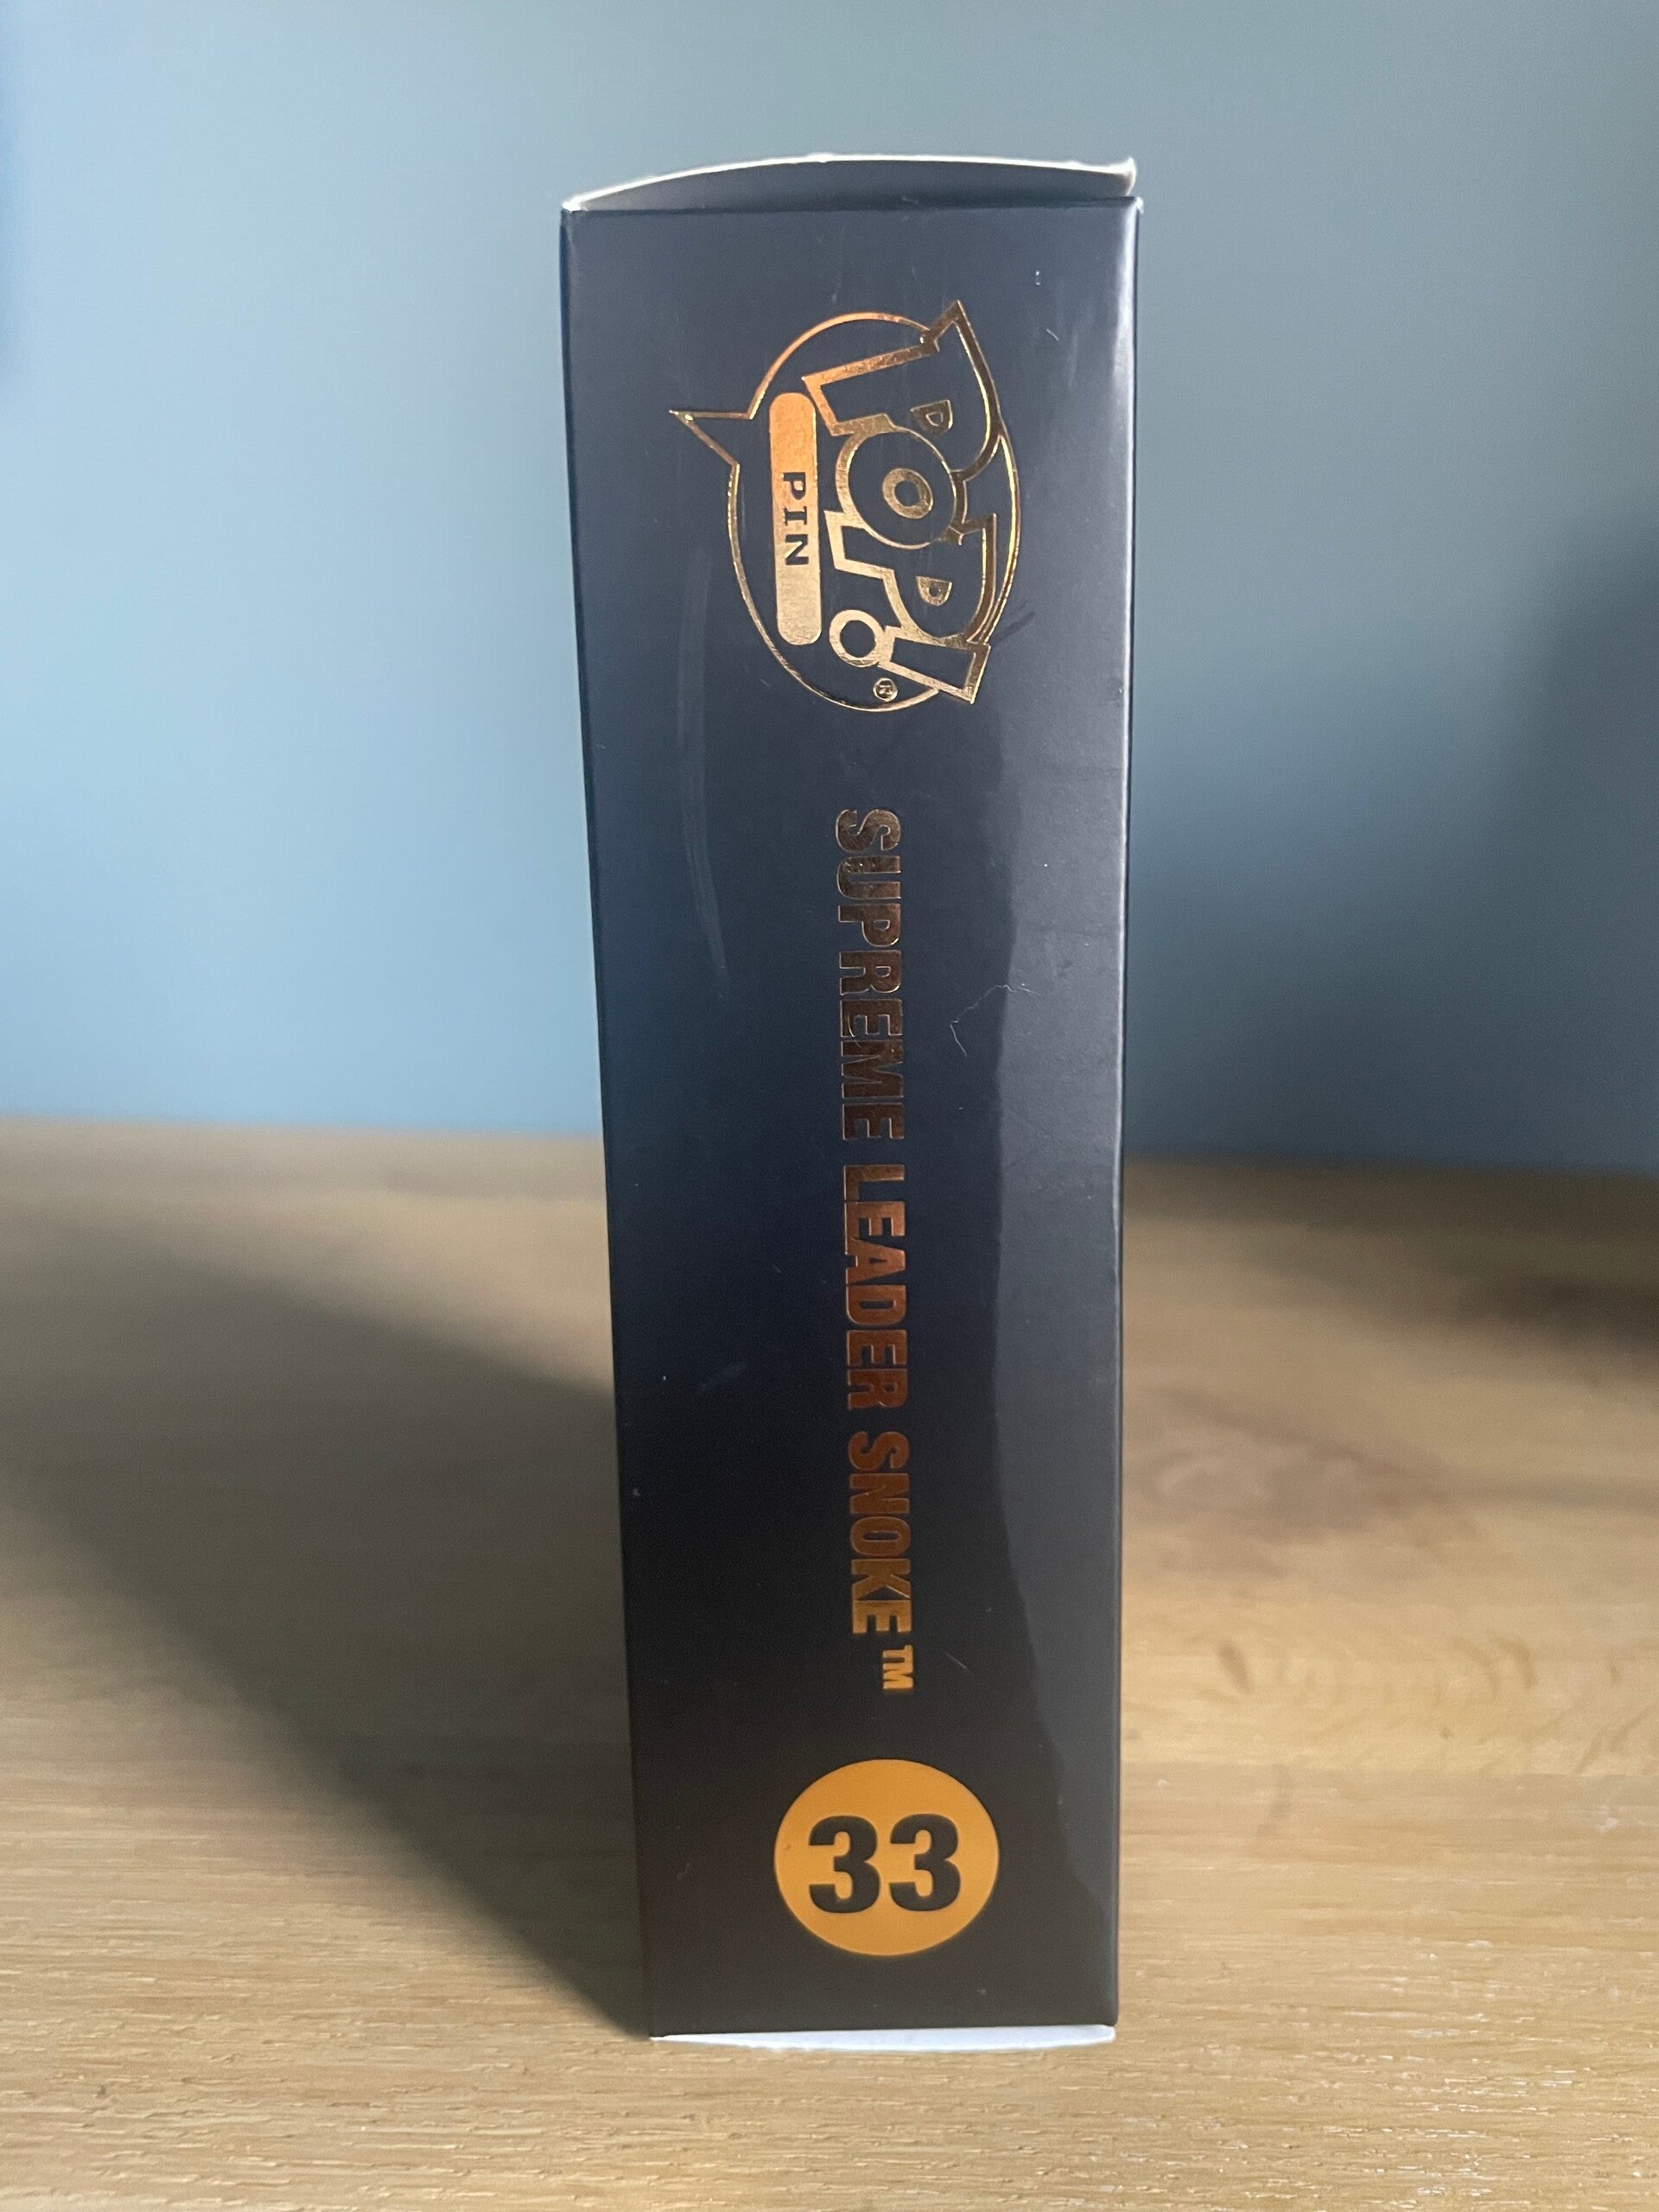 POP!®
PIN
SUPREME LEADER SNOKE™
33